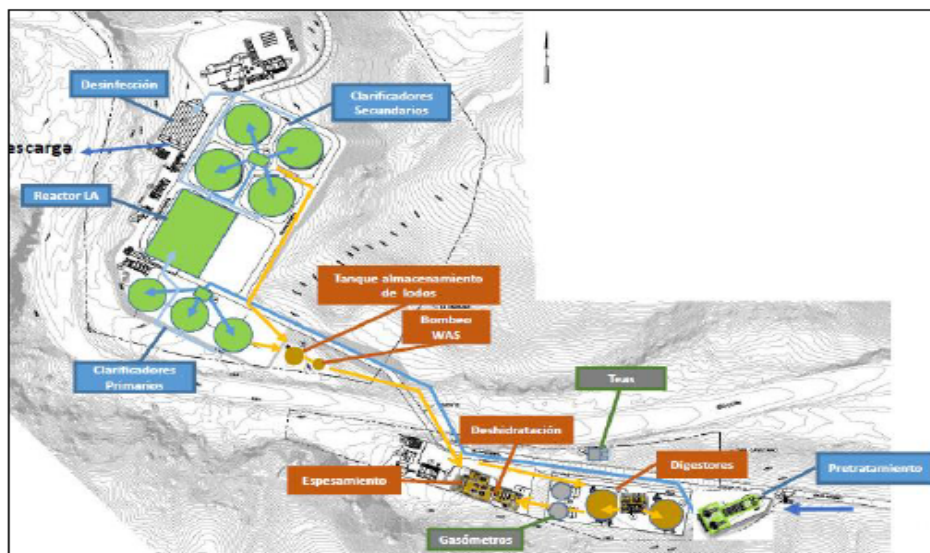 Desinfección
Clarificadores
Secundarios
escarga
Reactor LA
Tanque almacenamiento
de lodos
Bombeo
WAS
Clarificadores
Primarios
Teas
Deshidratación
Digestores
Pretratamiento
Espesamiento
Gasómetros